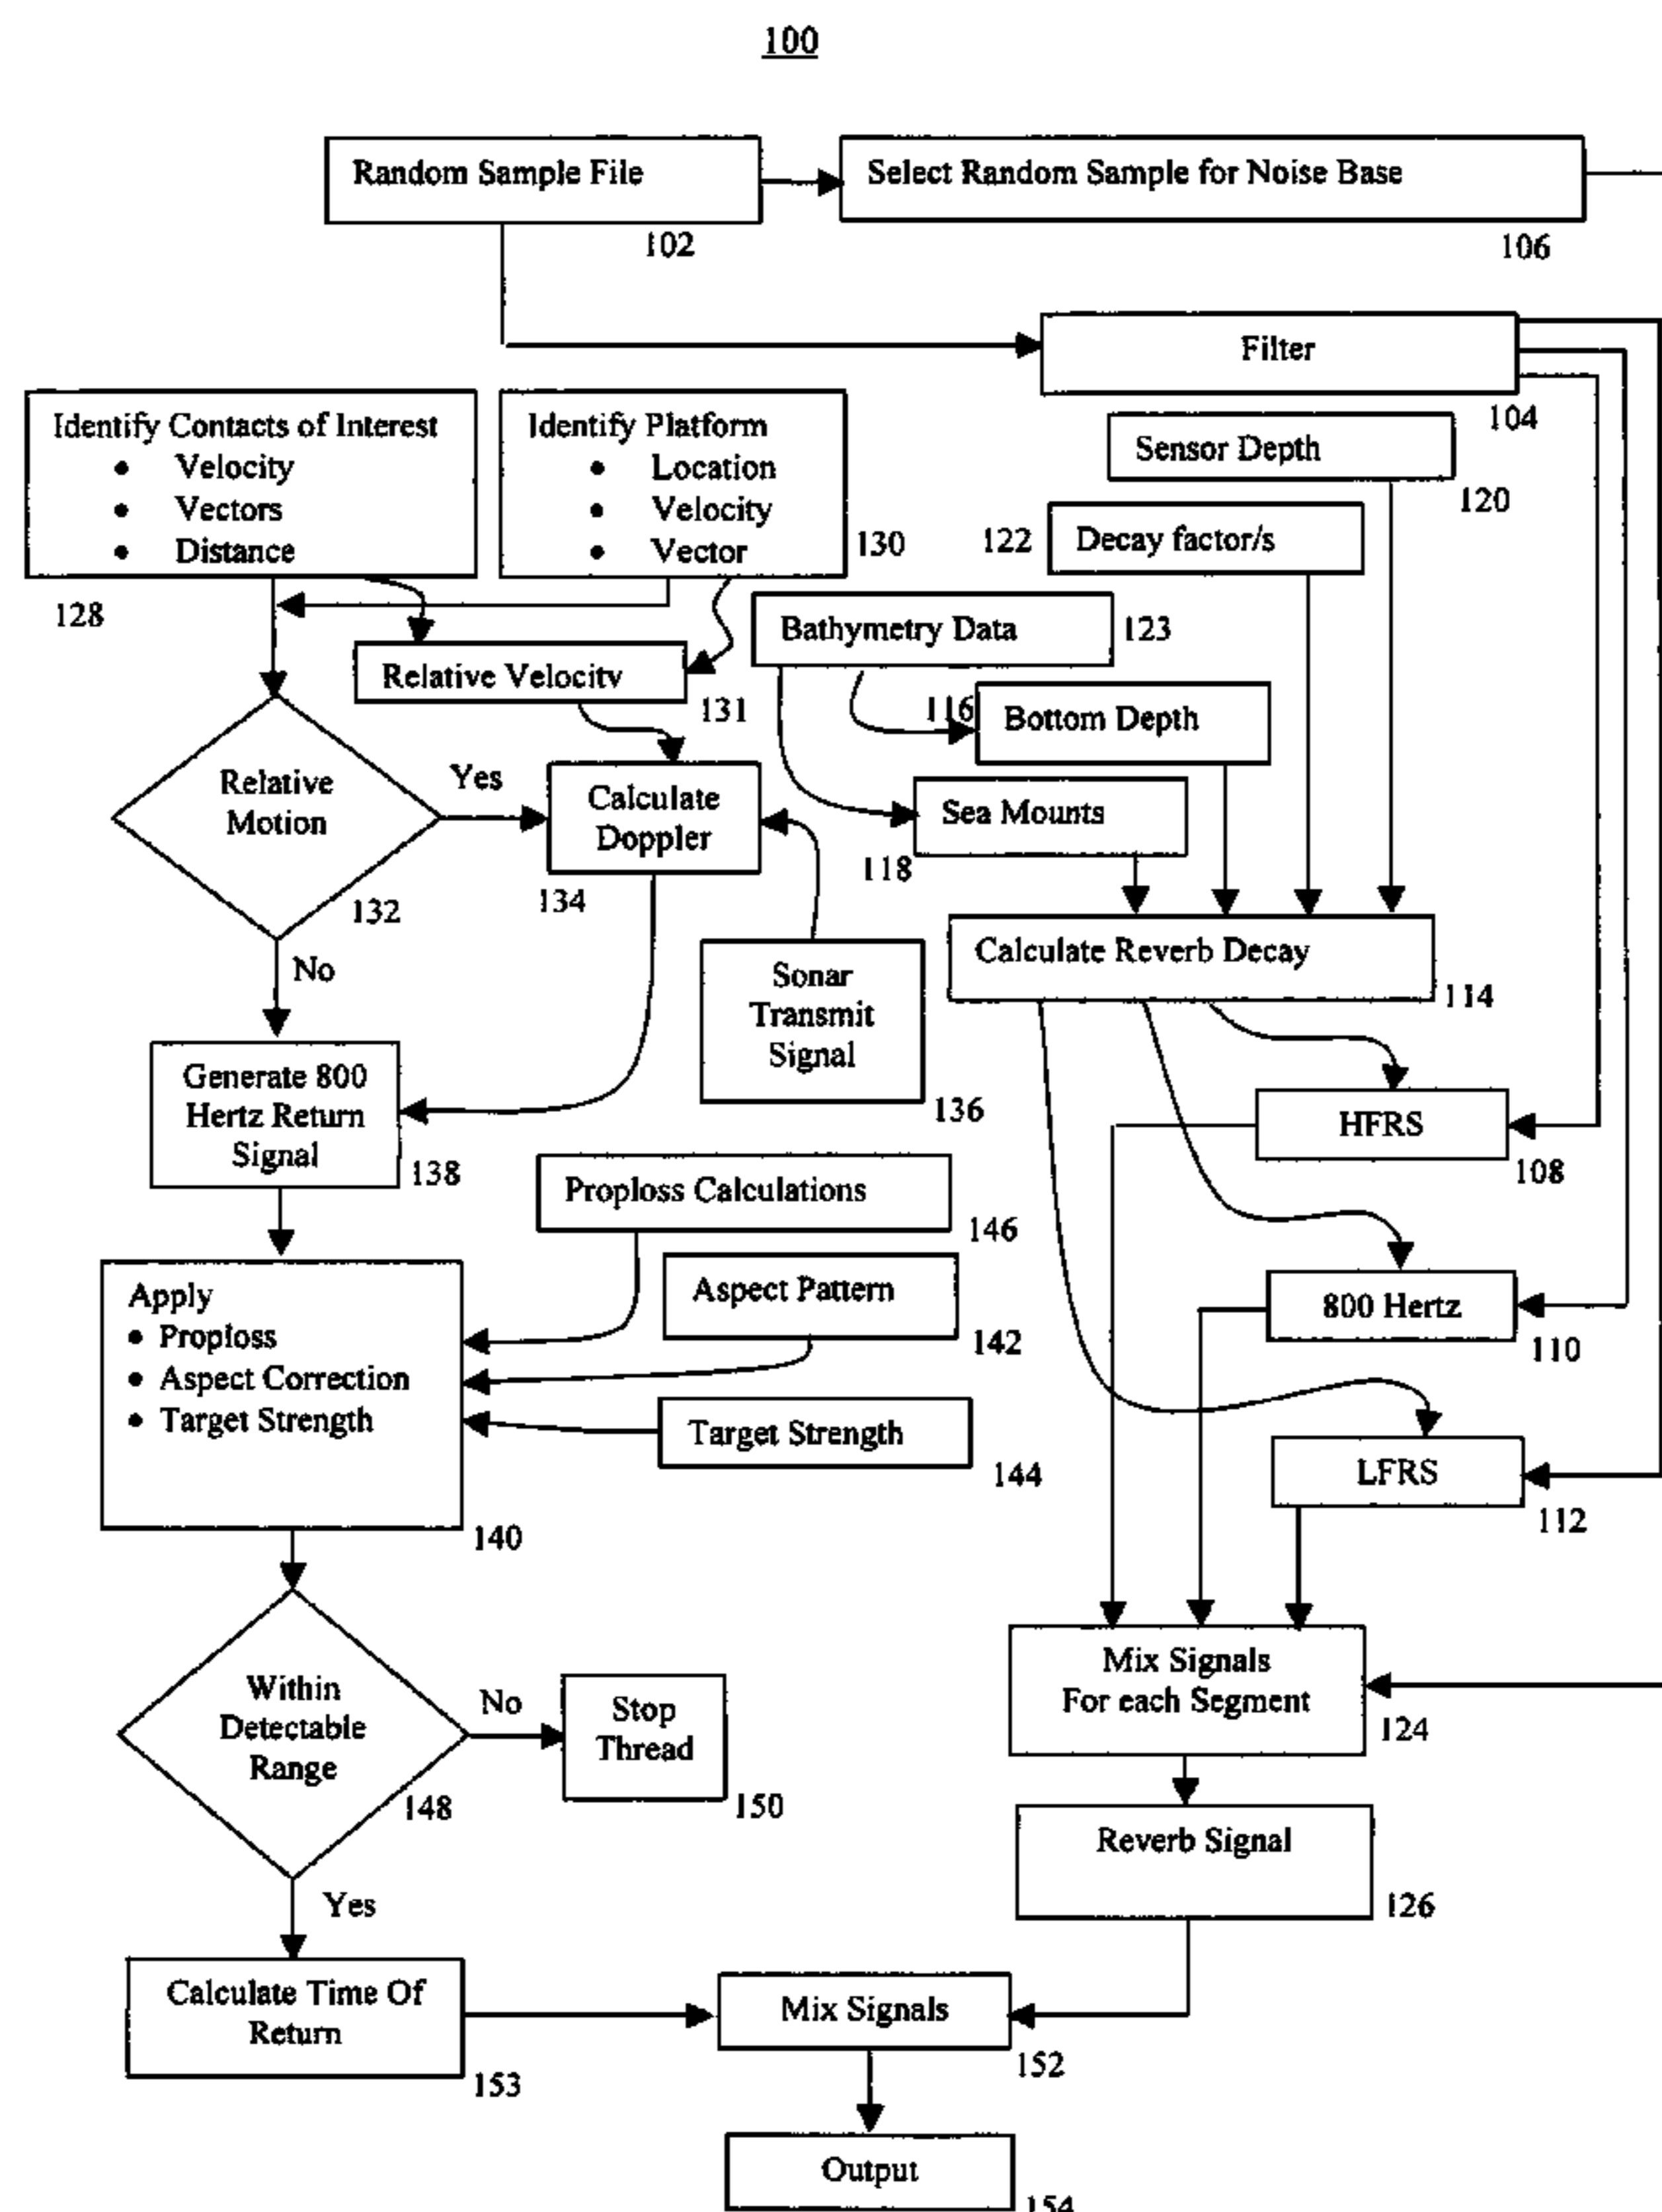 100
Random Sample File
102
Select Random Sample for Noise Base
106
Filter
104
Identify Contacts of Interest
• Velocity
• Vectors
• Distance
128
Identify Platform
• Location
• Velocity
• Vector
130
Sensor Depth
120
122
Decay factor/s
Relative Velocity
131
Bathymetry Data
123
116
Bottom Depth
Sea Mounts
118
Relative
Motion
132
Yes
No
Calculate
Doppler
134
Sonar
Transmit
Signal
136
Calculate Reverb Decay
114
Generate 800
Hertz Return
Signal
138
HFRS
108
Proploss Calculations
146
Aspect Pattern
142
Target Strength
144
800 Hertz
110
LFRS
112
Apply
• Proploss
• Aspect Correction
• Target Strength
140
Within
Detectable
Range
148
No
Stop
Thread
150
Yes
Mix Signals
For each Segment
124
Reverb Signal
126
Calculate Time Of
Return
153
Mix Signals
152
Output
154